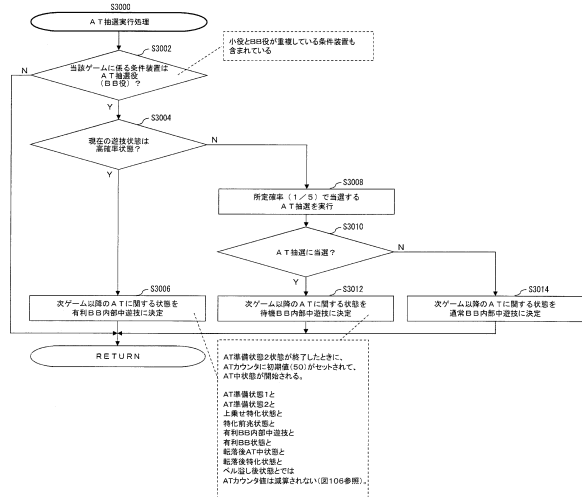 S3000
AT抽選実行処理
小役とBB役が重複している条件装置も
含まれている
S3002
当該ゲームに係る条件装置は
AT抽選役
(BB役)?
N
Y
S3004
現在の遊技状態は
高確率状態?
N
Y
S3008
所定確率(1/5)で当選する
AT抽選を実行
S3010
AT抽選に当選?
N
Y
S3006
次ゲーム以降のATに関する状態を
有利BB内部中遊技に決定
S3012
次ゲーム以降のATに関する状態を
待機BB内部中遊技に決定
S3014
次ゲーム以降のATに関する状態を
通常BB内部中遊技に決定
RETURN
AT準備状態2状態が終了したときに、
ATカウンタに初期値(50)がセットされて、
AT中状態が開始される。
AT準備状態1と
AT準備状態2と
上乗せ特化状態と
特化前兆状態と
有利BB内部中遊技と
有利BB状態と
転落後AT中状態と
転落後特化状態と
ベル溢し後状態とでは
ATカウンタ値は減算されない(図106参照)。